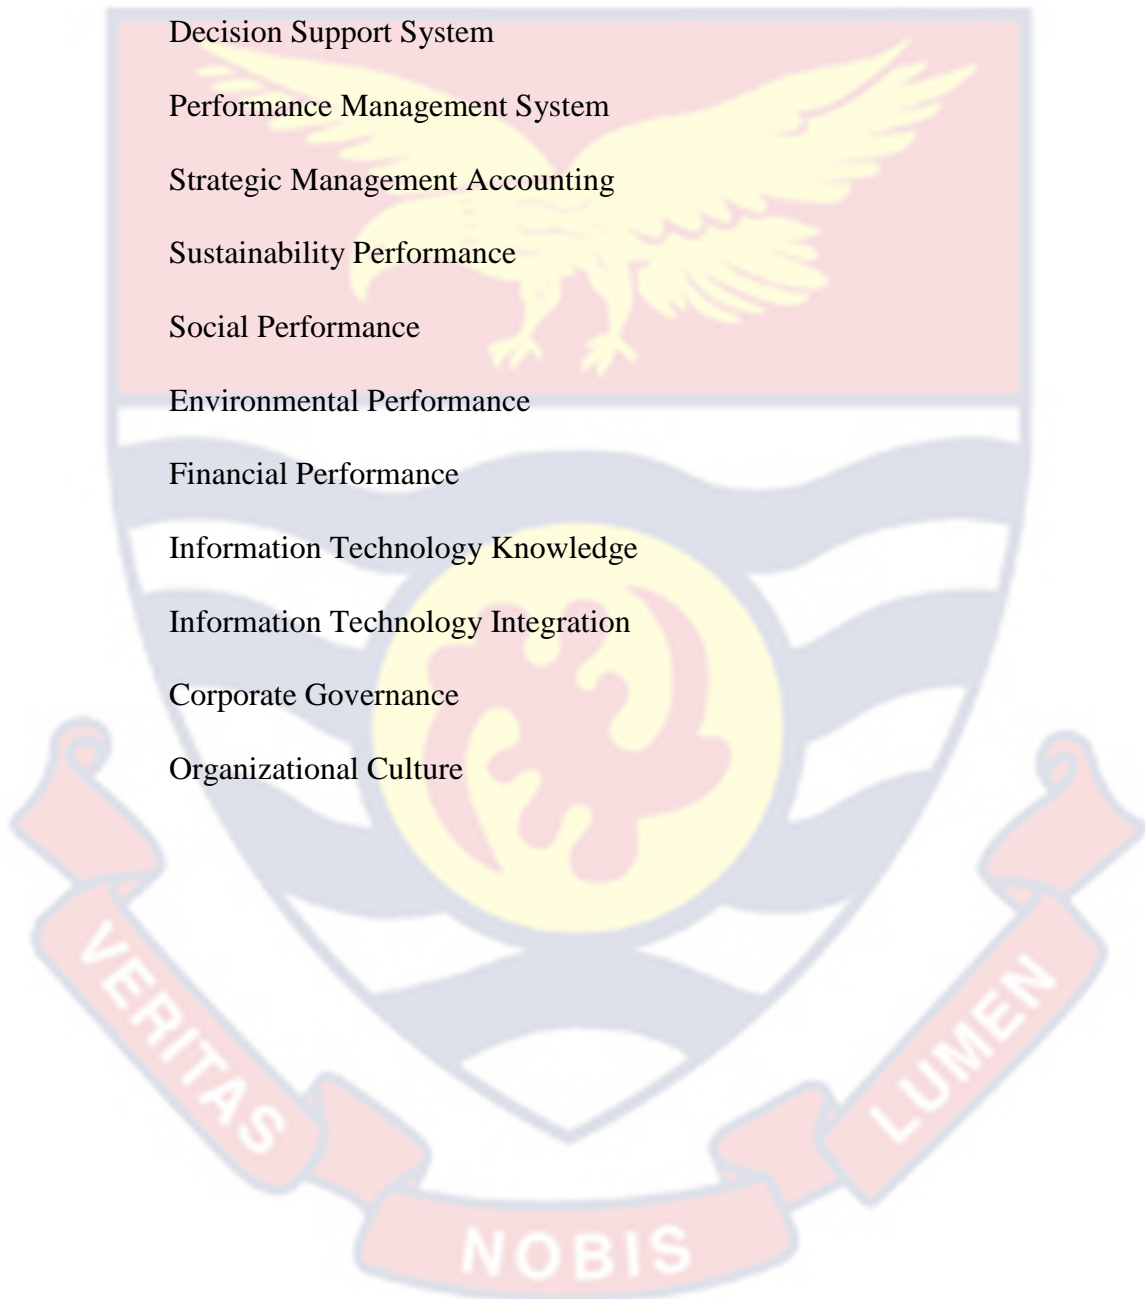 Decision Support System
Performance Management System
Strategic Management Accounting
Sustainability Performance
Social Performance
Environmental Performance
Financial Performance
Information Technology Knowledge
Information Technology Integration
Corporate Governance
Organizational Culture
VERITAS
NOBIS
LUMEN